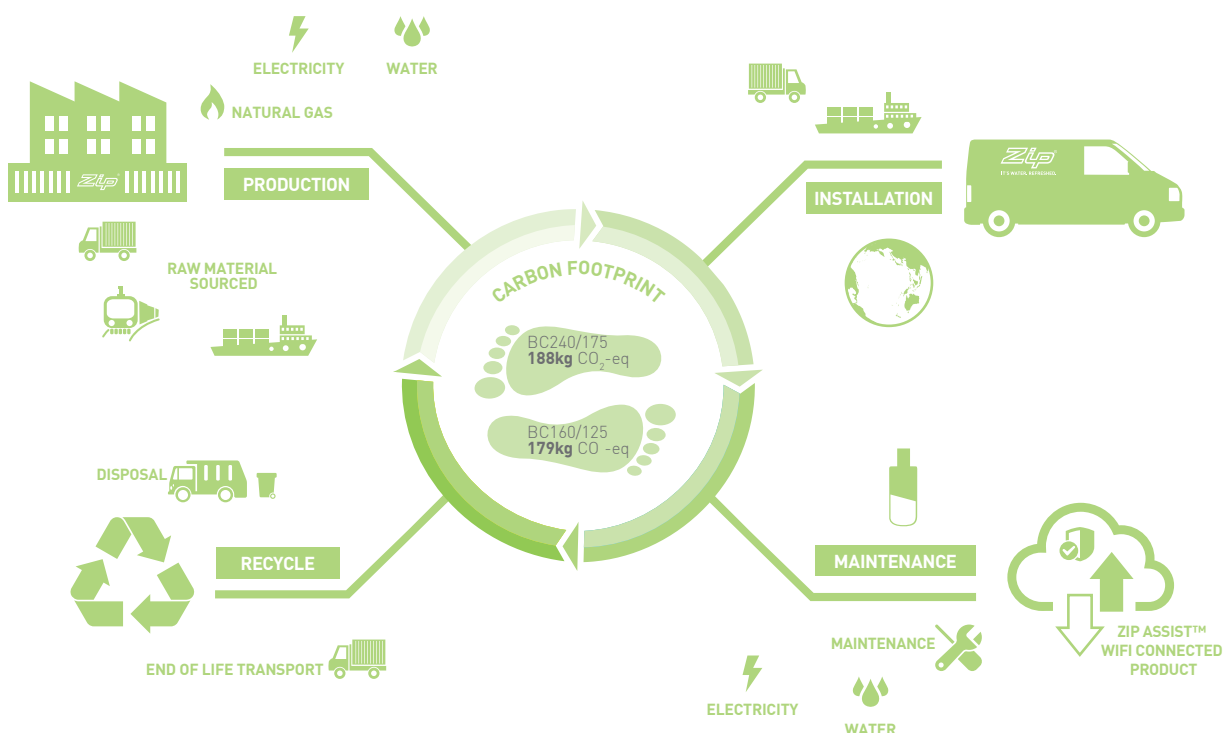 ELECTRICITY
WATER
NATURAL GAS
Zip
PRODUCTION
RAW MATERIAL
SOURCED
INSTALLATION
Zip
IT'S WATER, REFRESHED.
CARBON FOOTPRINT
BC240/175
188kg CO2-eq
BC160/125
179kg CO -eq
DISPOSAL
RECYCLE
END OF LIFE TRANSPORT
MAINTENANCE
MAINTENANCE
ZIP ASSIST™
WIFI CONNECTED
PRODUCT
ELECTRICITY
WATER